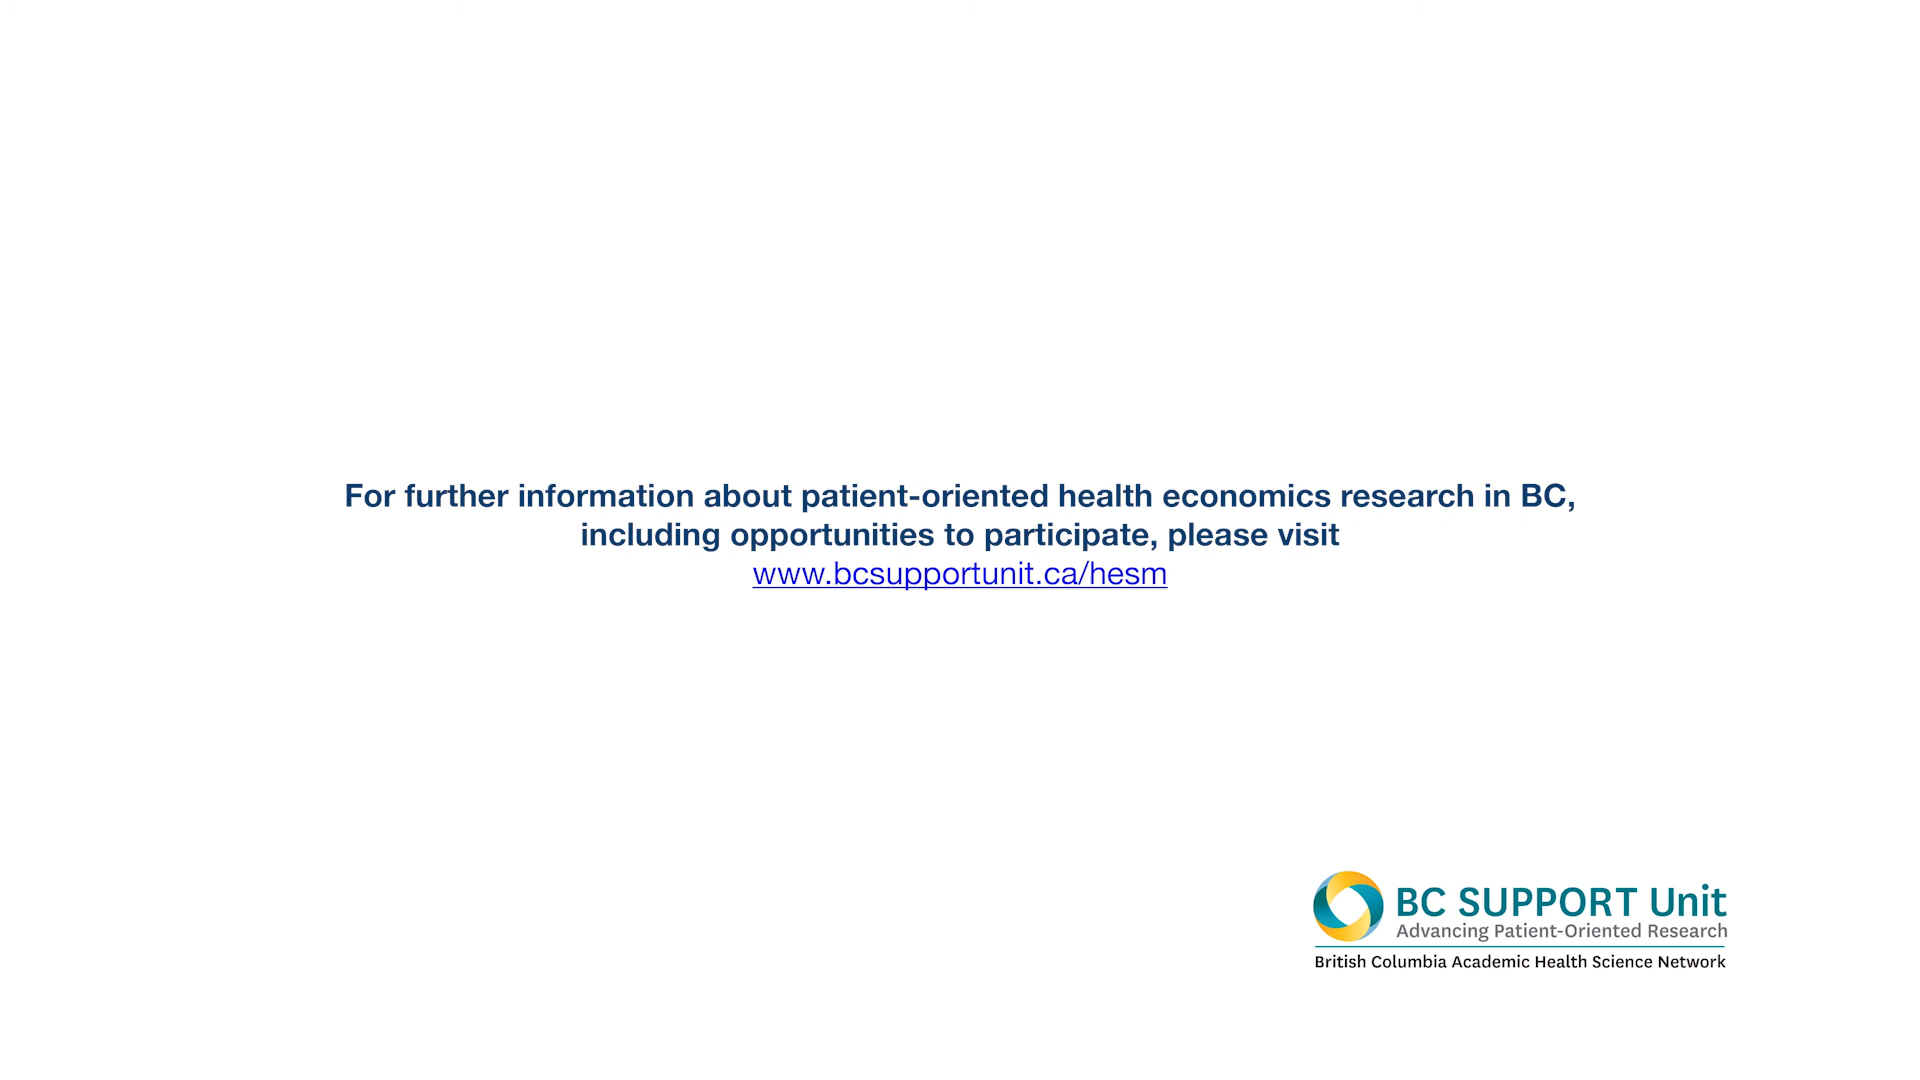 For further information about patient-oriented health economics research in BC,
including opportunities to participate, please visit
www.bcsupportunit.ca/hesm
BC SUPPORT Unit
Advancing Patient-Oriented Research
British Columbia Academic Health Science Network